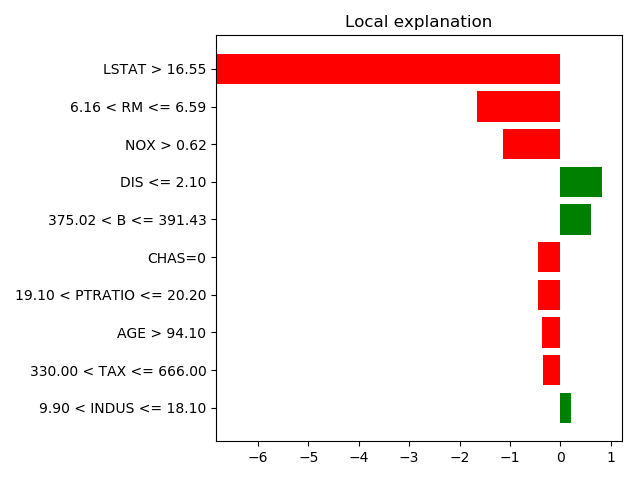 Local explanation
LSTAT > 16.55
6.16 < RM <= 6.59
NOX > 0.62
DIS <= 2.10
375.02 < B <= 391.43
CHAS=0
19.10 < PTRATIO <= 20.20
AGE > 94.10
330.00 < TAX <= 666.00
9.90 < INDUS <= 18.10
−6 −5 −4 −3 −2 −1 0 1